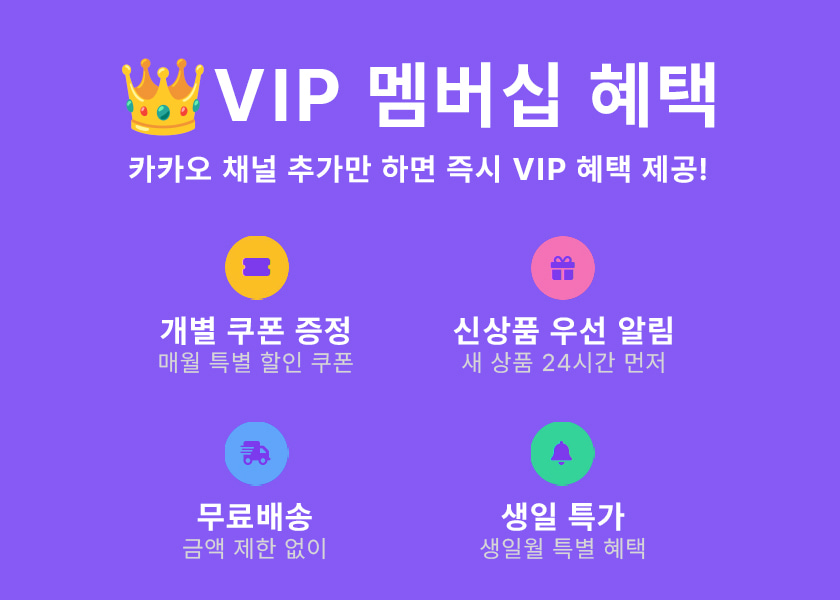 VIP 멤버십 혜택
카카오 채널 추가만 하면 즉시 VIP 혜택 제공!
개별 쿠폰 증정
매월 특별 할인 쿠폰
신상품 우선 알림
새 상품 24시간 먼저
무료배송
금액 제한 없이
생일 특가
생일월 특별 혜택